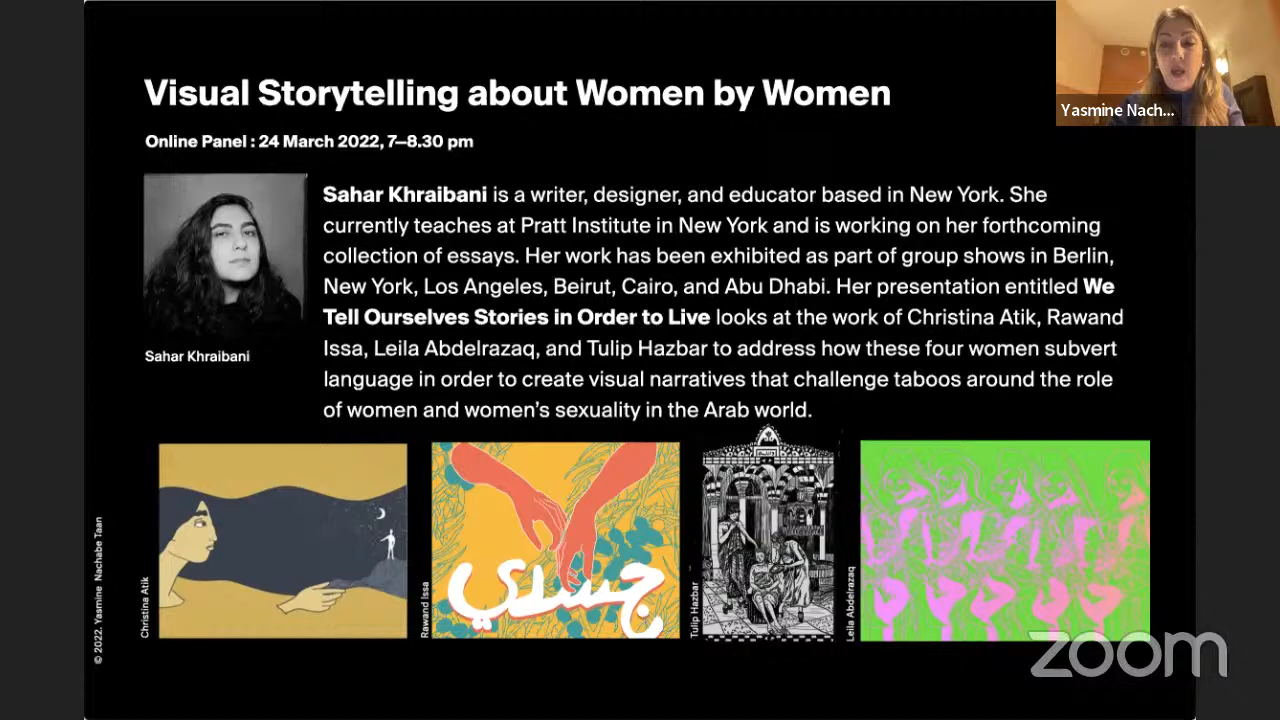 Visual Storytelling about Women by Women
Online Panel : 24 March 2022, 7–8.30 pm
Yasmine Nach...
Sahar Khraibani is a writer, designer, and educator based in New York. She
currently teaches at Pratt Institute in New York and is working on her forthcoming
collection of essays. Her work has been exhibited as part of group shows in Berlin,
New York, Los Angeles, Beirut, Cairo, and Abu Dhabi. Her presentation entitled We
Tell Ourselves Stories in Order to Live looks at the work of Christina Atik, Rawand
Issa, Leila Abdelrazaq, and Tulip Hazbar to address how these four women subvert
language in order to create visual narratives that challenge taboos around the role
of women and women's sexuality in the Arab world.
Sahar Khraibani
© 2022. Yasmine Nachabe Taan
Christina Atik
Rawand Issa
جسدي
Tulip Hazbar
Leila Abdelrazaq
zoom